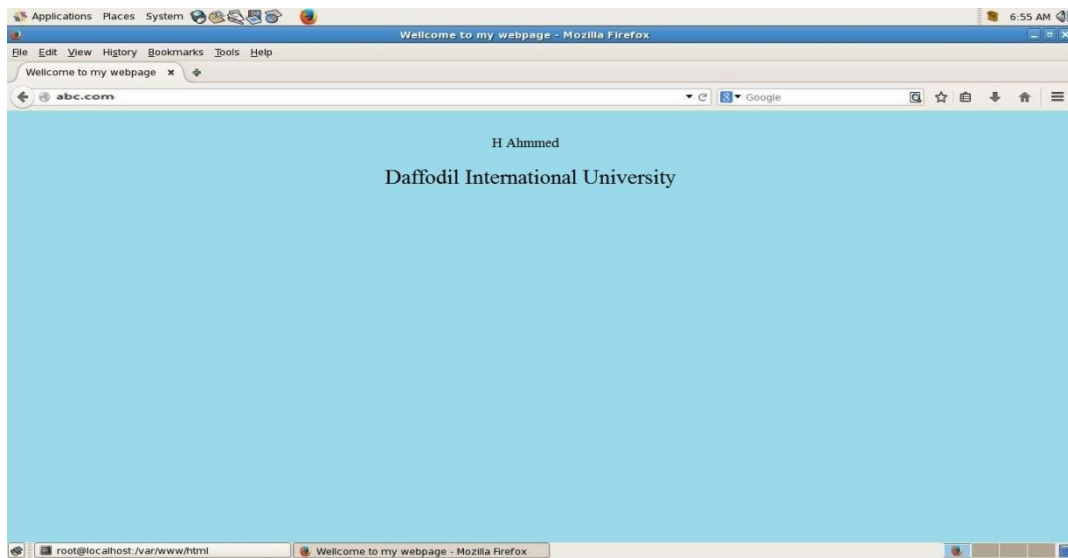 Applications Places System 6:55 AM
Wellcome to my webpage - Mozilla Firefox
File Edit View History Bookmarks Tools Help
Wellcome to my webpage
abc.com Google
H Ahmmed
Daffodil International University
root@localhost:/var/www/html Wellcome to my webpage - Mozilla Firefox